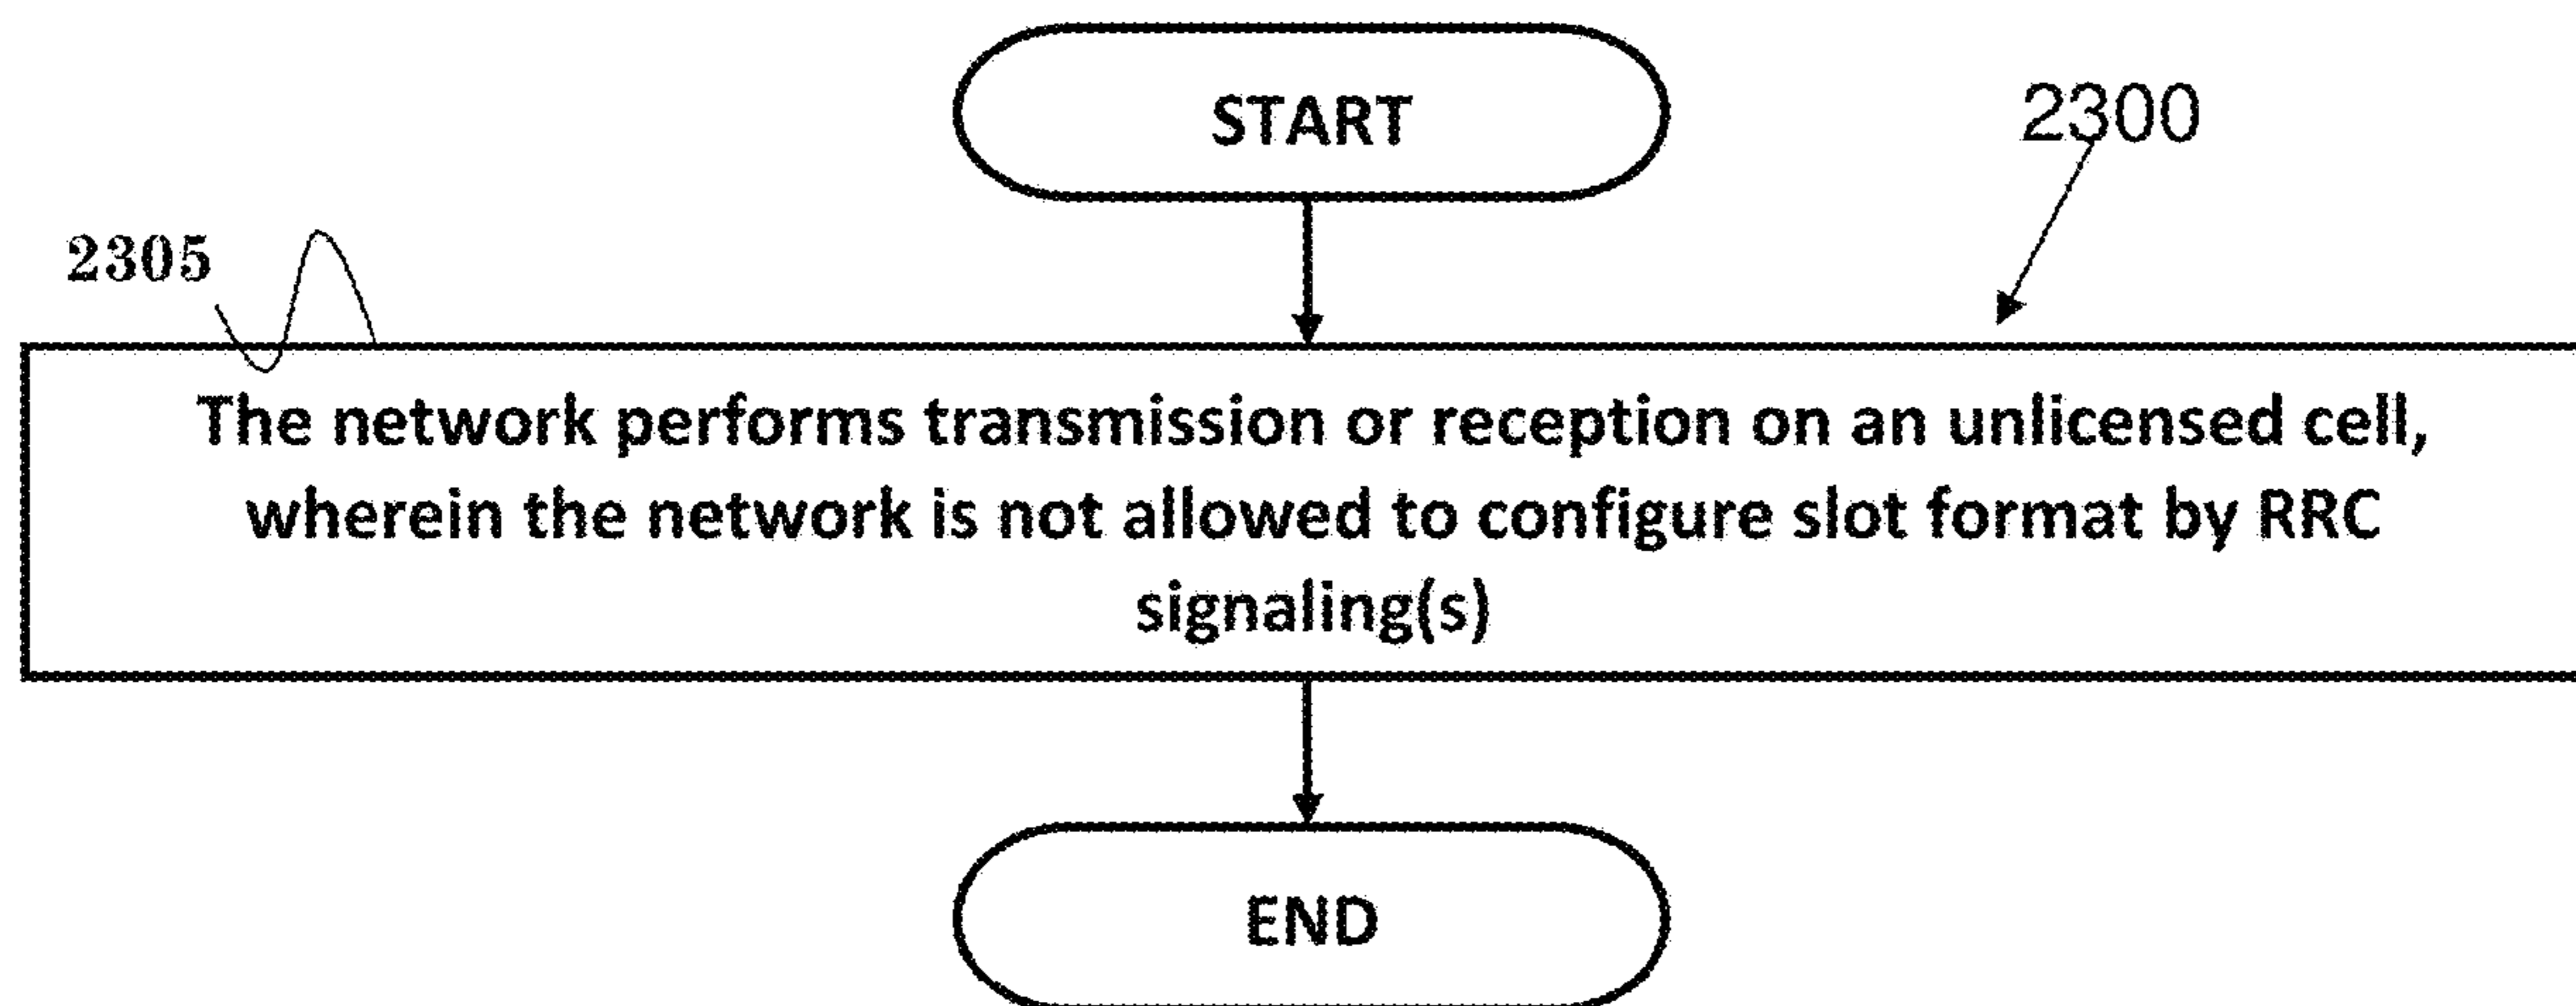 START
2300
2305
The network performs transmission or reception on an unlicensed cell,
wherein the network is not allowed to configure slot format by RRC
signaling(s)
END